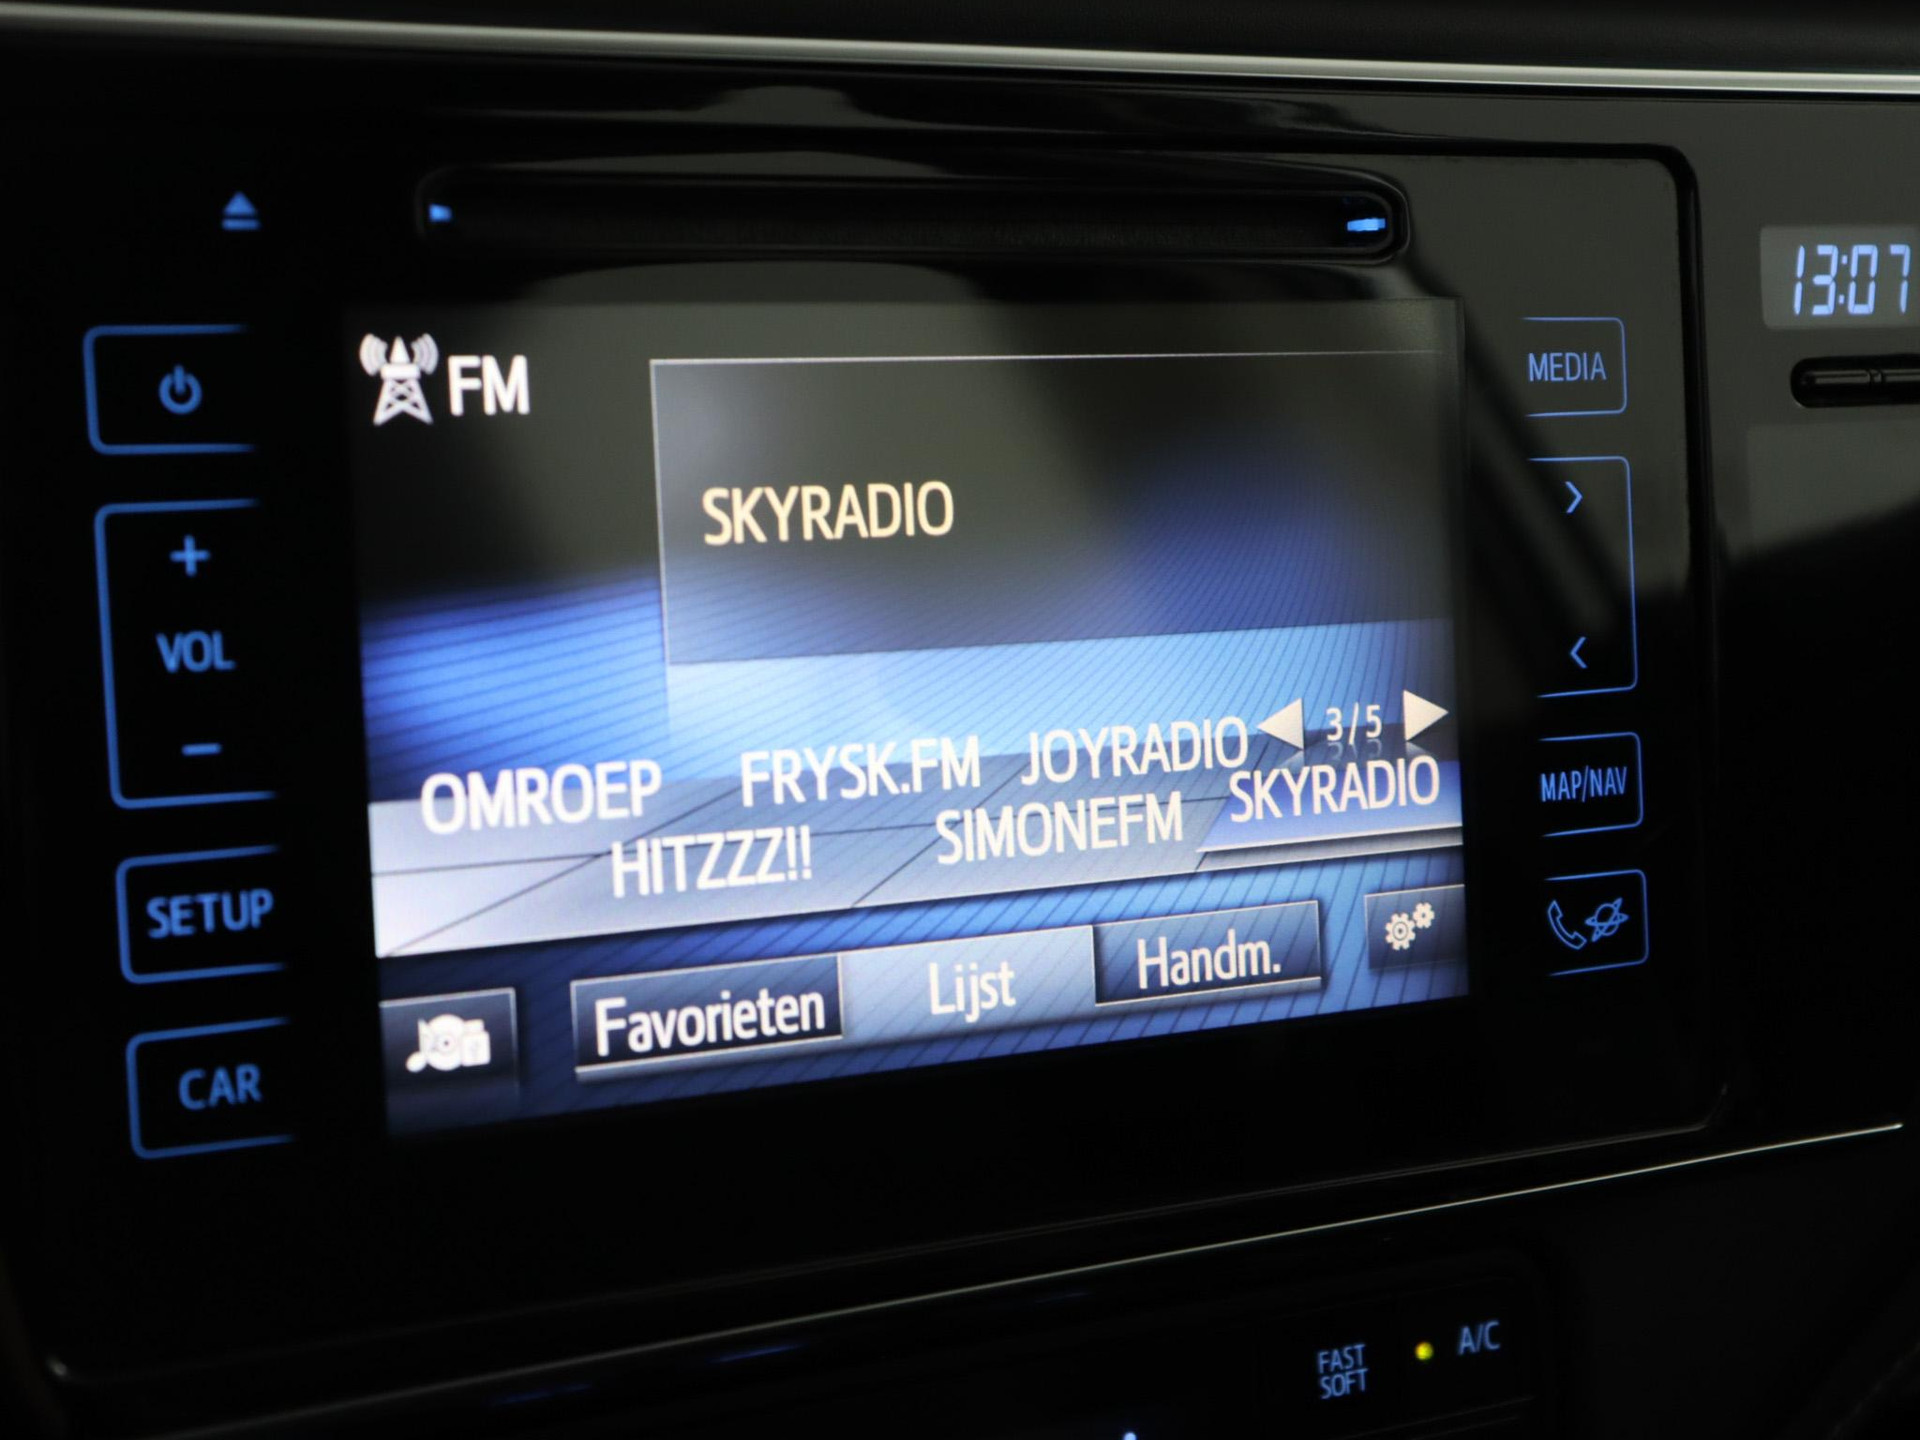 13:07
FM
MEDIA
SKYRADIO
+
VOL
-
3/5
OMROEP FRYSK.FM JOYRADIO
HITZZZ!! SIMONEFM SKYRADIO
MAP/NAV
SETUP
Favorieten Lijst Handm.
CAR
FAST
SOFT
A/C